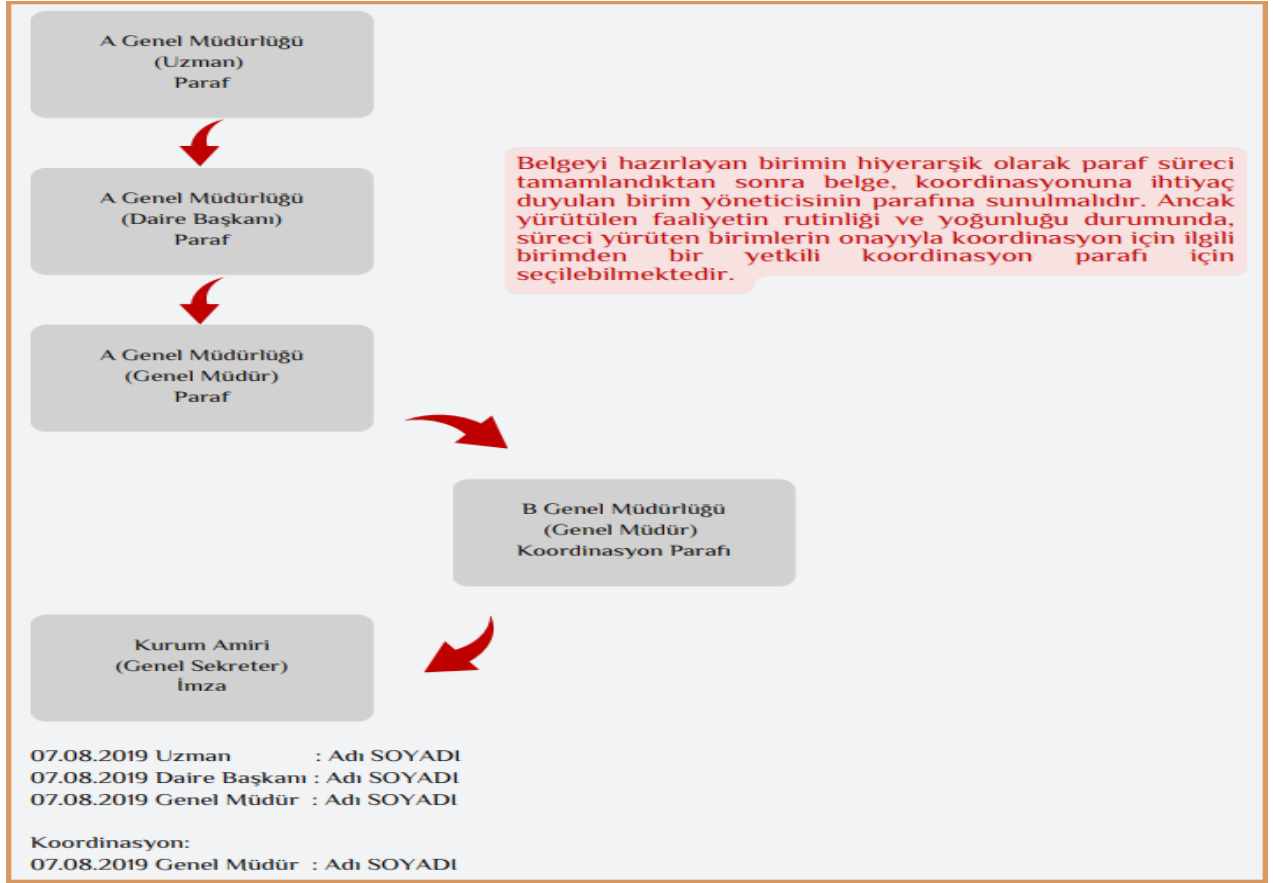 A Genel Müdürlüğü
(Uzman)
Paraf
A Genel Müdürlüğü
(Daire Başkanı)
Paraf
Belgeyi hazırlayan birimin hiyerarşik olarak paraf süreci
tamamlandıktan sonra belge, koordinasyonuna ihtiyaç
duyulan birim yöneticisinin parafına sunulmalıdır. Ancak
yürütülen faaliyetin rutinliği ve yoğunluğu durumunda,
süreci yürüten birimlerin onayıyla koordinasyon için ilgili
birimden bir yetkili koordinasyon parafı için
seçilebilmektedir.
A Genel Müdürlüğü
(Genel Müdür)
Paraf
B Genel Müdürlüğü
(Genel Müdür)
Koordinasyon Parafı
Kurum Amiri
(Genel Sekreter)
İmza
07.08.2019 Uzman : Adı SOYADI
07.08.2019 Daire Başkanı : Adı SOYADI
07.08.2019 Genel Müdür : Adı SOYADI
Koordinasyon:
07.08.2019 Genel Müdür : Adı SOYADI